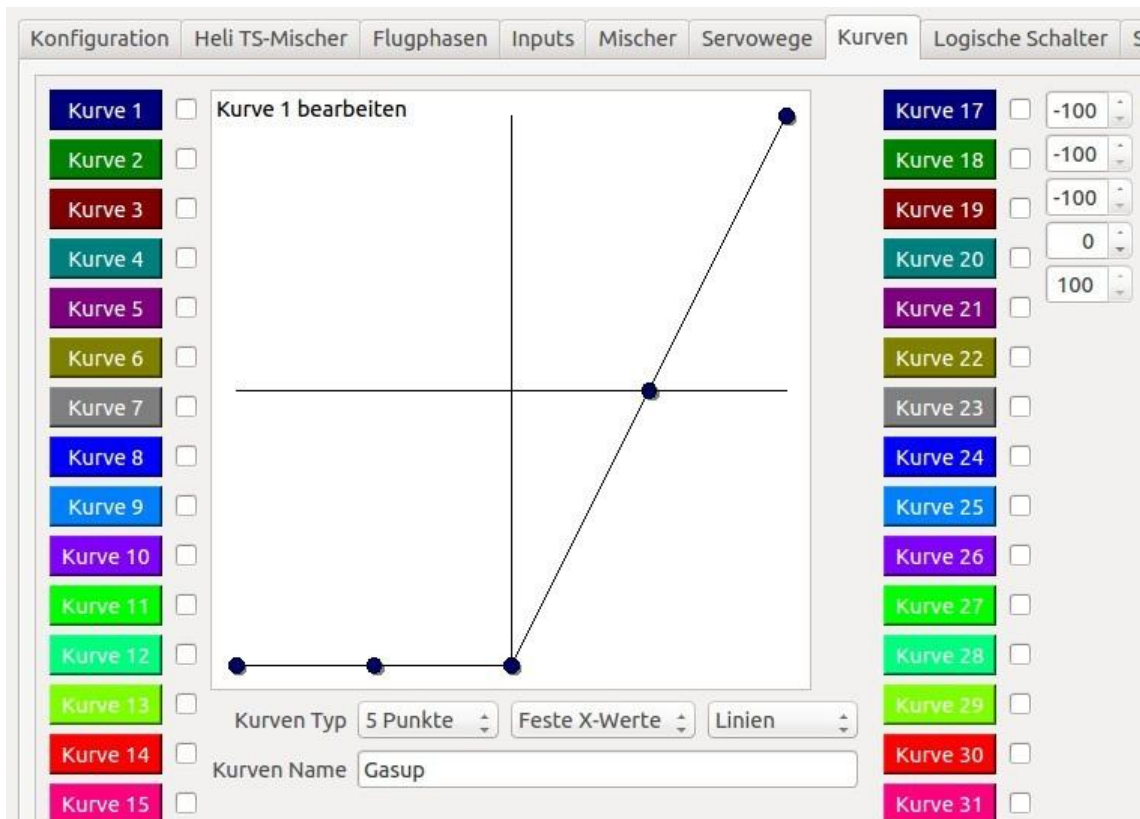 Konfiguration Heli TS-Mischer Flugphasen Inputs Mischer Servowege Kurven Logische Schalter S
Kurve 1
Kurve 2
Kurve 3
Kurve 4
Kurve 5
Kurve 6
Kurve 7
Kurve 8
Kurve 9
Kurve 10
Kurve 11
Kurve 12
Kurve 13
Kurve 14
Kurve 15
Kurve 1 bearbeiten
Kurven Typ 5 Punkte Feste X-Werte Linien
Kurven Name Gasup
Kurve 17
Kurve 18
Kurve 19
Kurve 20
Kurve 21
Kurve 22
Kurve 23
Kurve 24
Kurve 25
Kurve 26
Kurve 27
Kurve 28
Kurve 29
Kurve 30
Kurve 31
-100
-100
-100
0
100